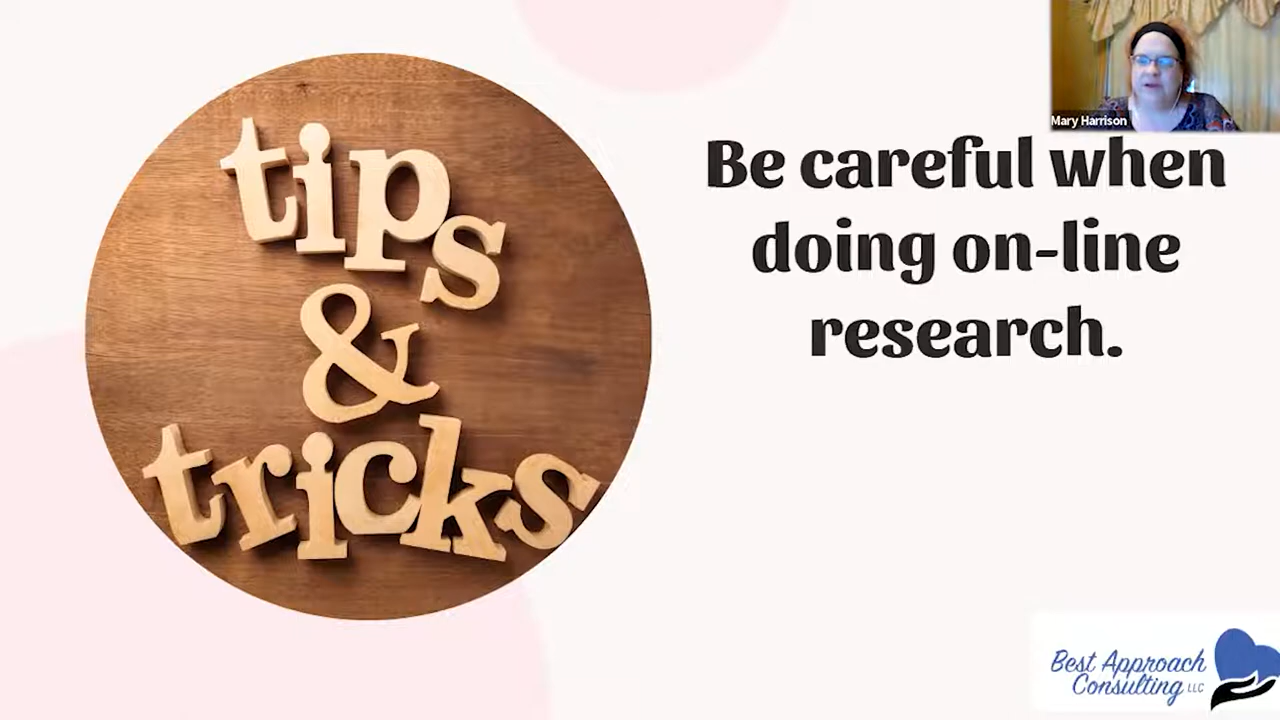 tips
&
tricks
Mary Harrison
Be careful when
doing on-line
research.
Best Approach
Consulting LLC